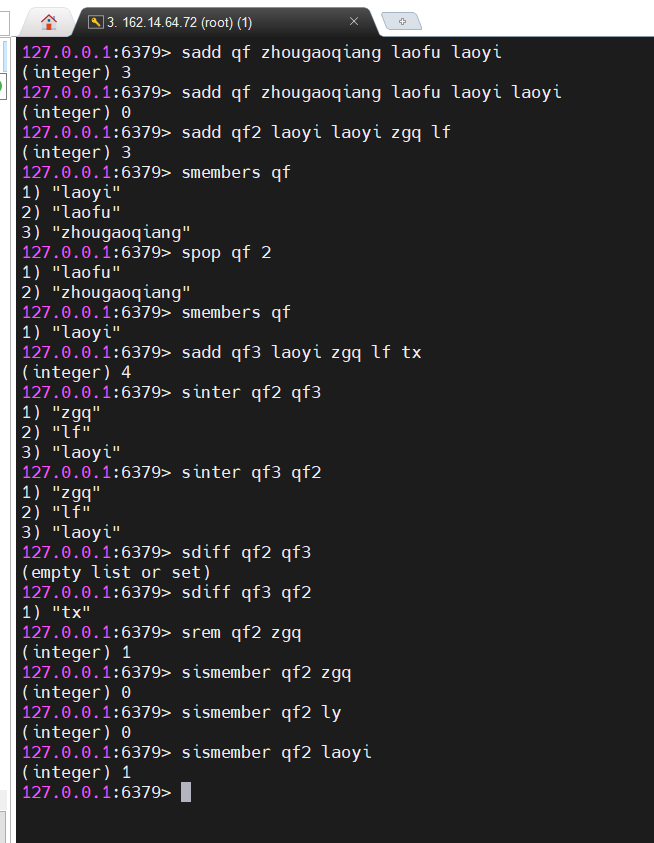 3. 162.14.64.72 (root) (1)
127.0.0.1:6379> sadd qf zhougaoqiang laofu laoyi
(integer) 3
127.0.0.1:6379> sadd qf zhougaoqiang laofu laoyi laoyi
(integer) 0
127.0.0.1:6379> sadd qf2 laoyi laoyi zgq lf
(integer) 3
127.0.0.1:6379> smembers qf
1) "laoyi"
2) "laofu"
3) "zhougaoqiang"
127.0.0.1:6379> spop qf 2
1) "laofu"
2) "zhougaoqiang"
127.0.0.1:6379> smembers qf
1) "laoyi"
127.0.0.1:6379> sadd qf3 laoyi zgq lf tx
(integer) 4
127.0.0.1:6379> sinter qf2 qf3
1) "zgq"
2) "lf"
3) "laoyi"
127.0.0.1:6379> sinter qf3 qf2
1) "zgq"
2) "lf"
3) "laoyi"
127.0.0.1:6379> sdiff qf2 qf3
(empty list or set)
127.0.0.1:6379> sdiff qf3 qf2
1) "tx"
127.0.0.1:6379> srem qf2 zgq
(integer) 1
127.0.0.1:6379> sismember qf2 zgq
(integer) 0
127.0.0.1:6379> sismember qf2 ly
(integer) 0
127.0.0.1:6379> sismember qf2 laoyi
(integer) 1
127.0.0.1:6379>